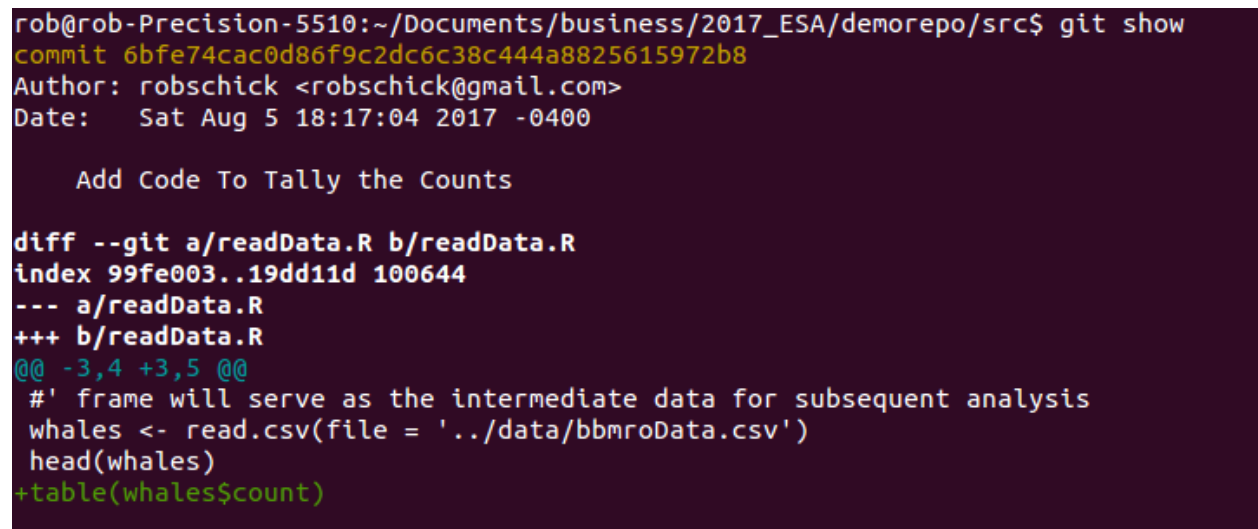 rob@rob-Precision-5510:~/Documents/business/2017_ESA/demorepo/src$ git show
commit 6bfe74cac0d86f9c2dc6c38c444a8825615972b8
Author: robschick <robschick@gmail.com>
Date:   Sat Aug 5 18:17:04 2017 -0400

    Add Code To Tally the Counts

diff --git a/readData.R b/readData.R
index 99fe003..19dd11d 100644
--- a/readData.R
+++ b/readData.R
@@ -3,4 +3,5 @@
 #' frame will serve as the intermediate data for subsequent analysis
 whales <- read.csv(file = '../data/bbmroData.csv')
 head(whales)
+table(whales$count)